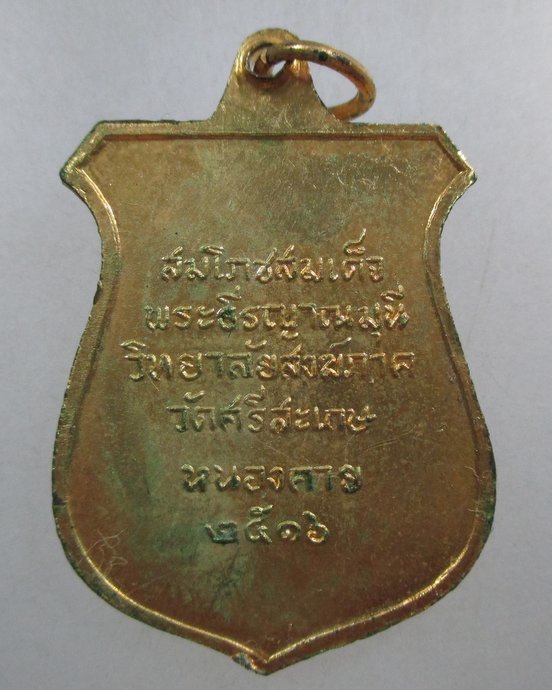 สมโภชสมเด็จ
พระธีรญาณมุนี
วิทยาลัยสงฆ์ภาค
วัดศรีสะเกษ
หนองคาย
๒๕๑๖